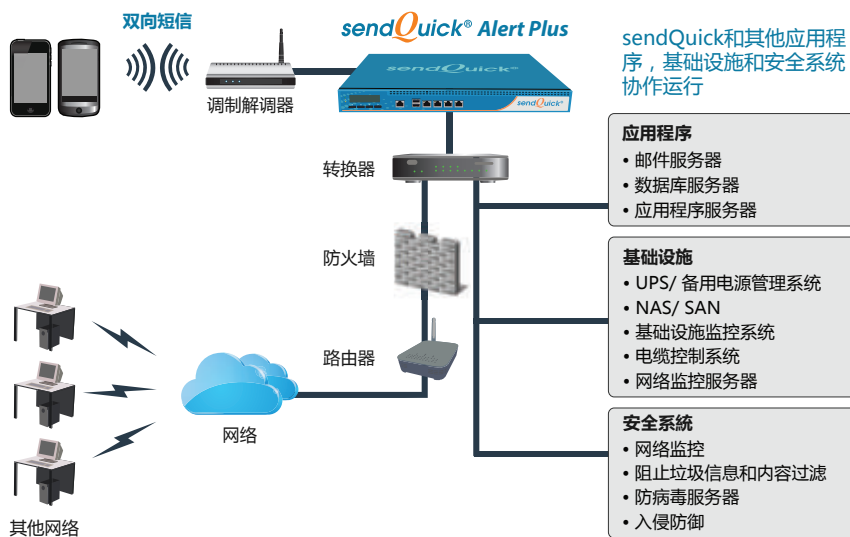 双向短信
sendQuick® Alert Plus
sendQuick和其他应用程
序，基础设施和安全系统
协作运行
sendQuick®
sendQuick®
调制解调器
转换器
防火墙
路由器
网络
其他网络
应用程序
• 邮件服务器
• 数据库服务器
• 应用程序服务器
基础设施
• UPS/ 备用电源管理系统
• NAS/ SAN
• 基础设施监控系统
• 电缆控制系统
• 网络监控服务器
安全系統
• 网络监控
• 阻止垃圾信息和内容过滤
• 防病毒服务器
• 入侵防御